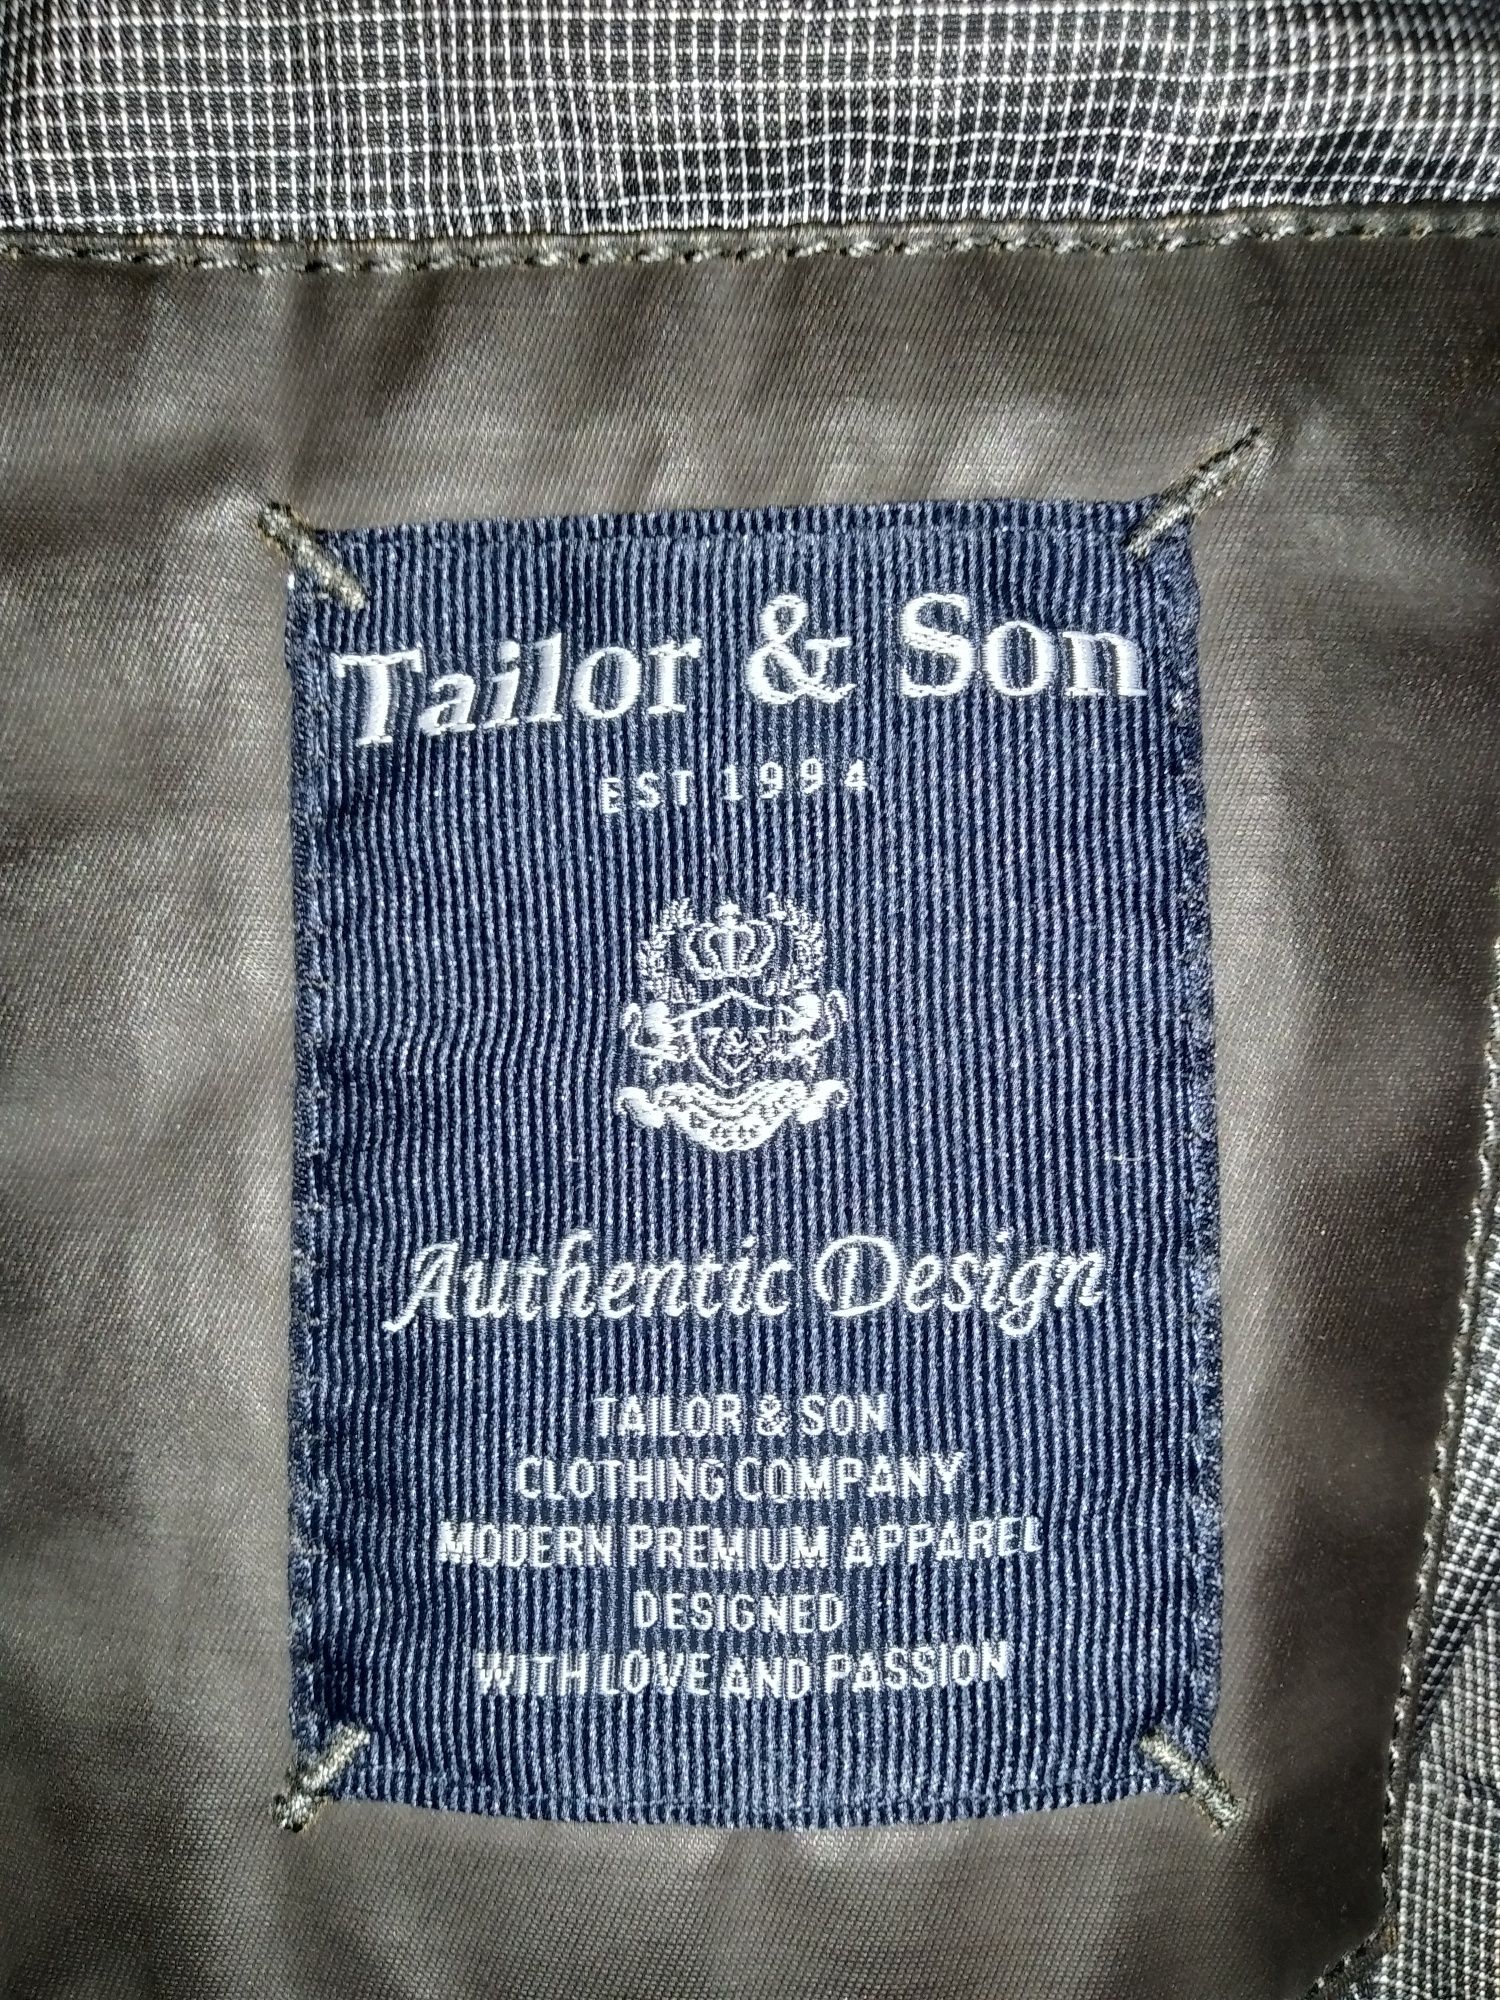 Tailor & Son
EST 1994
T&S
Authentic Design
TAILOR & SON
CLOTHING COMPANY
MODERN PREMIUM APPAREL
DESIGNED
WITH LOVE AND PASSION